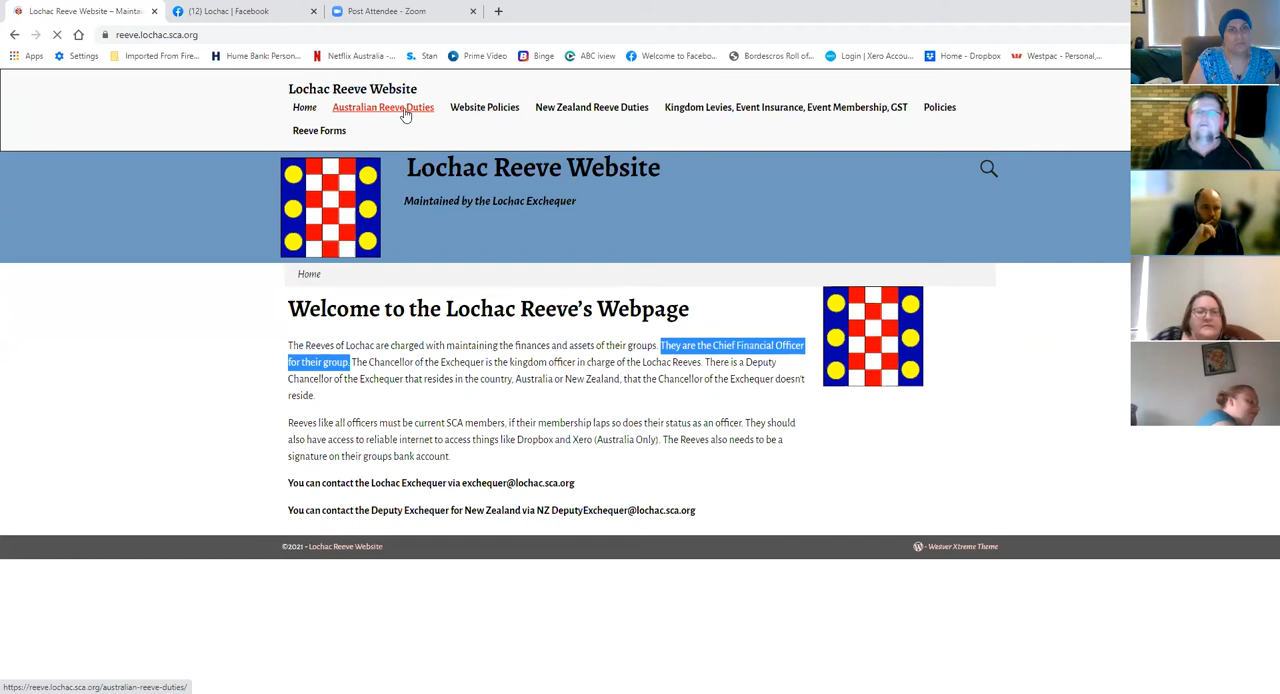 Lochac Reeve Website – Mainta
(12) Lochac | Facebook
Post Attendee - Zoom
reeve.lochac.sca.org
Apps
Settings
Imported From Firef...
Hume Bank: Person...
Netflix Australia -...
Stan
Prime Video
Binge
ABC iview
Welcome to Facebo...
Bordescros Roll of...
Login | Xero Accou...
Home - Dropbox
Westpac - Personal,...
Lochac Reeve Website
Home
Australian Reeve Duties
Website Policies
New Zealand Reeve Duties
Kingdom Levies, Event Insurance, Event Membership, GST
Policies
Reeve Forms
Lochac Reeve Website
Maintained by the Lochac Exchequer
Home
Welcome to the Lochac Reeve's Webpage
The Reeves of Lochac are charged with maintaining the finances and assets of their groups. They are the Chief Financial Officer
for their group. The Chancellor of the Exchequer is the kingdom officer in charge of the Lochac Reeves. There is a Deputy
Chancellor of the Exchequer that resides in the country, Australia or New Zealand, that the Chancellor of the Exchequer doesn't
reside.
Reeves like all officers must be current SCA members, if their membership laps so does their status as an officer. They should
also have access to reliable internet to access things like Dropbox and Xero (Australia Only). The Reeves also needs to be a
signature on their groups bank account.
You can contact the Lochac Exchequer via exchequer@lochac.sca.org
You can contact the Deputy Exchequer for New Zealand via NZ DeputyExchequer@lochac.sca.org
©2021 - Lochac Reeve Website
- Weaver Xtreme Theme
https://reeve.lochac.sca.org/australian-reeve-duties/